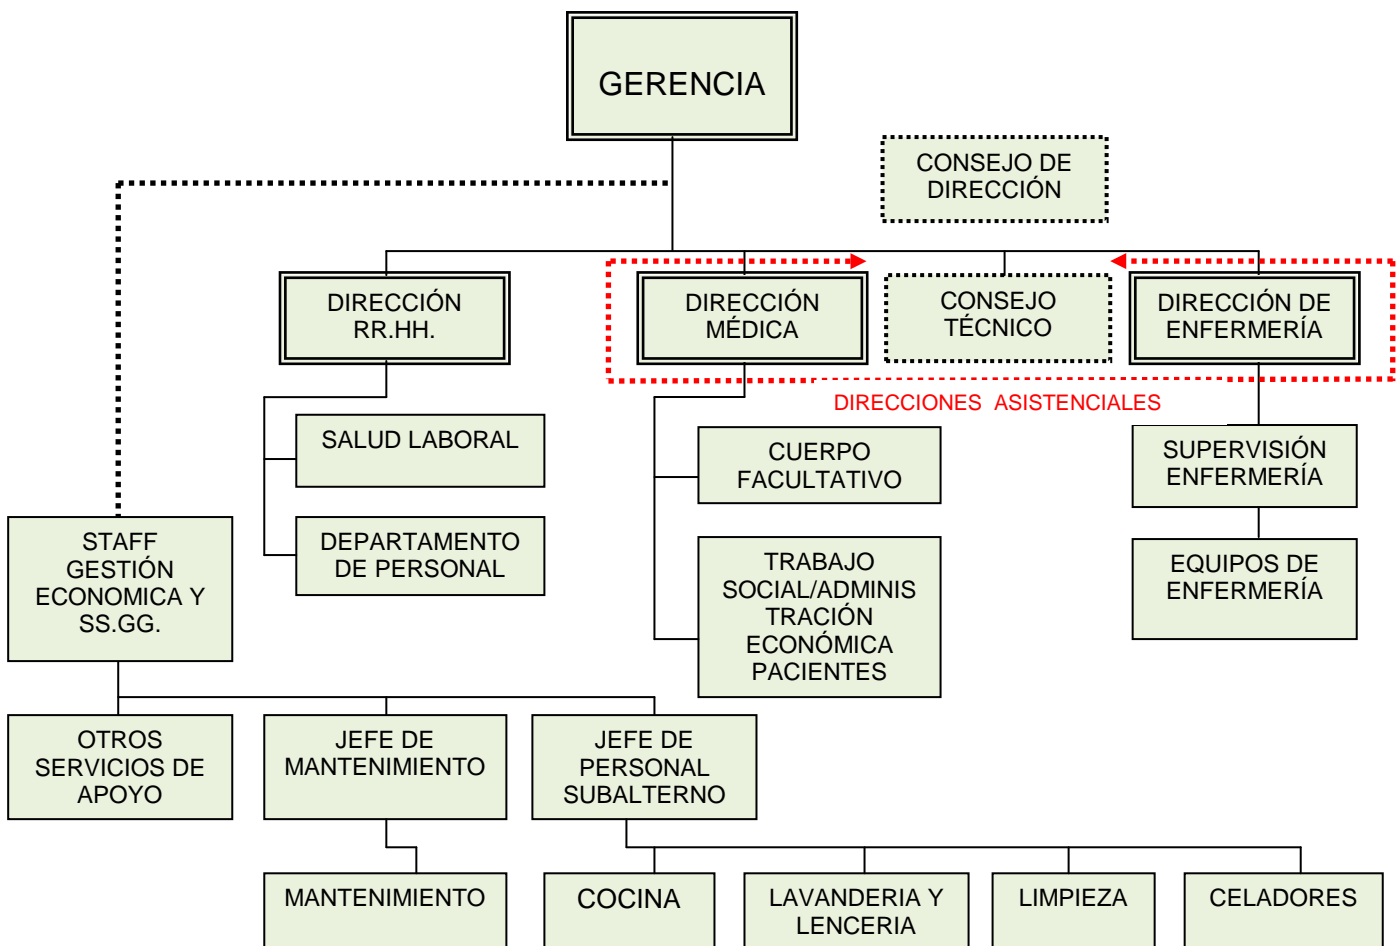 GERENCIA
CONSEJO DE
DIRECCIÓN
DIRECCIÓN
RR.HH.
DIRECCIÓN
MÉDICA
CONSEJO
TÉCNICO
DIRECCIÓN DE
ENFERMERÍA
DIRECCIONES ASISTENCIALES
SALUD LABORAL
CUERPO
FACULTATIVO
SUPERVISIÓN
ENFERMERÍA
STAFF
GESTIÓN
ECONOMICA Y
SS.GG.
DEPARTAMENTO
DE PERSONAL
TRABAJO
SOCIAL/ADMINIS
TRACIÓN
ECONÓMICA
PACIENTES
EQUIPOS DE
ENFERMERÍA
OTROS
SERVICIOS DE
APOYO
JEFE DE
MANTENIMIENTO
JEFE DE
PERSONAL
SUBALTERNO
MANTENIMIENTO
COCINA
LAVANDERIA Y
LENCERIA
LIMPIEZA
CELADORES